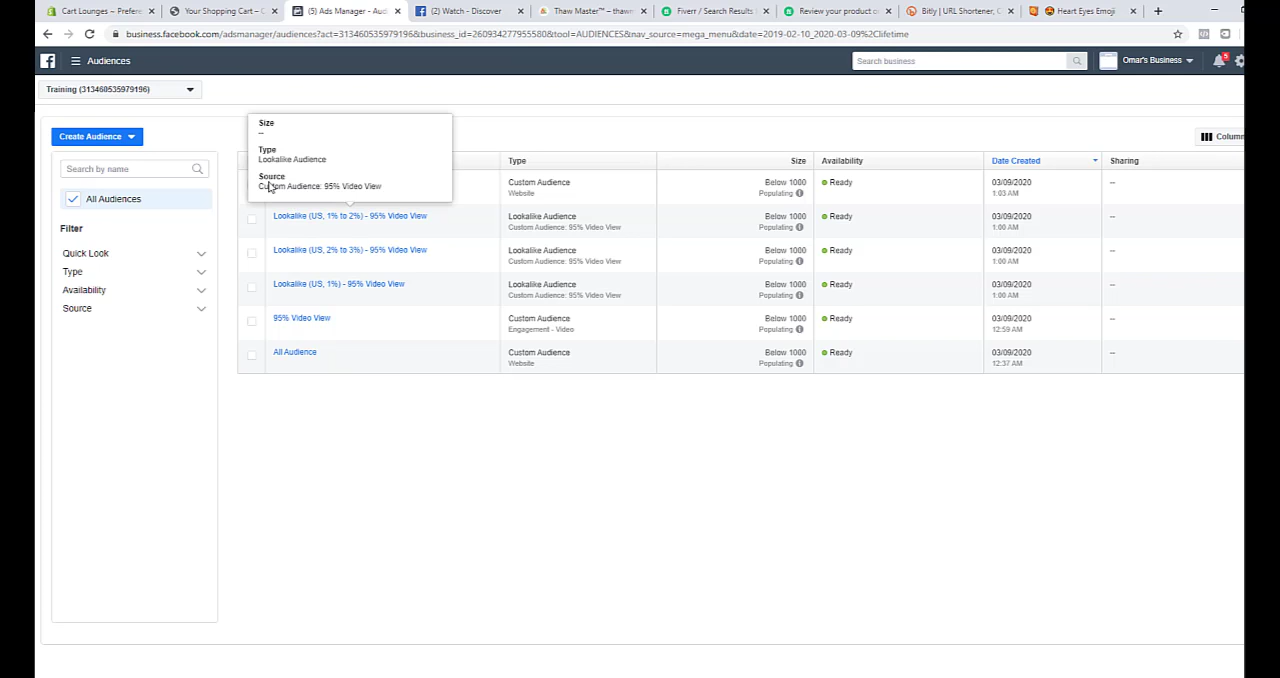 Cart Lounges – Prefere
Your Shopping Cart – C
(5) Ads Manager - Aud
(2) Watch - Discover
Thaw Master™ – thawn
Fiverr / Search Results
Review your product o
Bitly | URL Shortener, C
Heart Eyes Emoji
business.facebook.com/adsmanager/audiences?act=313460535979196&business_id=260934277955580&tool=AUDIENCES&nav_source=mega_menu&date=2019-02-10_2020-03-09%2Clifetime
Audiences
Search business
Omar's Business
5
Training (313460535979196)
Create Audience
Colum
Search by name
All Audiences
Filter
Quick Look
Type
Availability
Source
Size
--
Type
Lookalike Audience
Source
Custom Audience: 95% Video View
Type
Size
Availability
Date Created
Sharing
Custom Audience
Website
Below 1000
Populating
Ready
03/09/2020
1:03 AM
--
Lookalike (US, 1% to 2%) - 95% Video View
Lookalike Audience
Custom Audience: 95% Video View
Below 1000
Populating
Ready
03/09/2020
1:00 AM
--
Lookalike (US, 2% to 3%) - 95% Video View
Lookalike Audience
Custom Audience: 95% Video View
Below 1000
Populating
Ready
03/09/2020
1:00 AM
--
Lookalike (US, 1%) - 95% Video View
Lookalike Audience
Custom Audience: 95% Video View
Below 1000
Populating
Ready
03/09/2020
1:00 AM
--
95% Video View
Custom Audience
Engagement - Video
Below 1000
Populating
Ready
03/09/2020
12:59 AM
--
All Audience
Custom Audience
Website
Below 1000
Populating
Ready
03/09/2020
12:37 AM
--